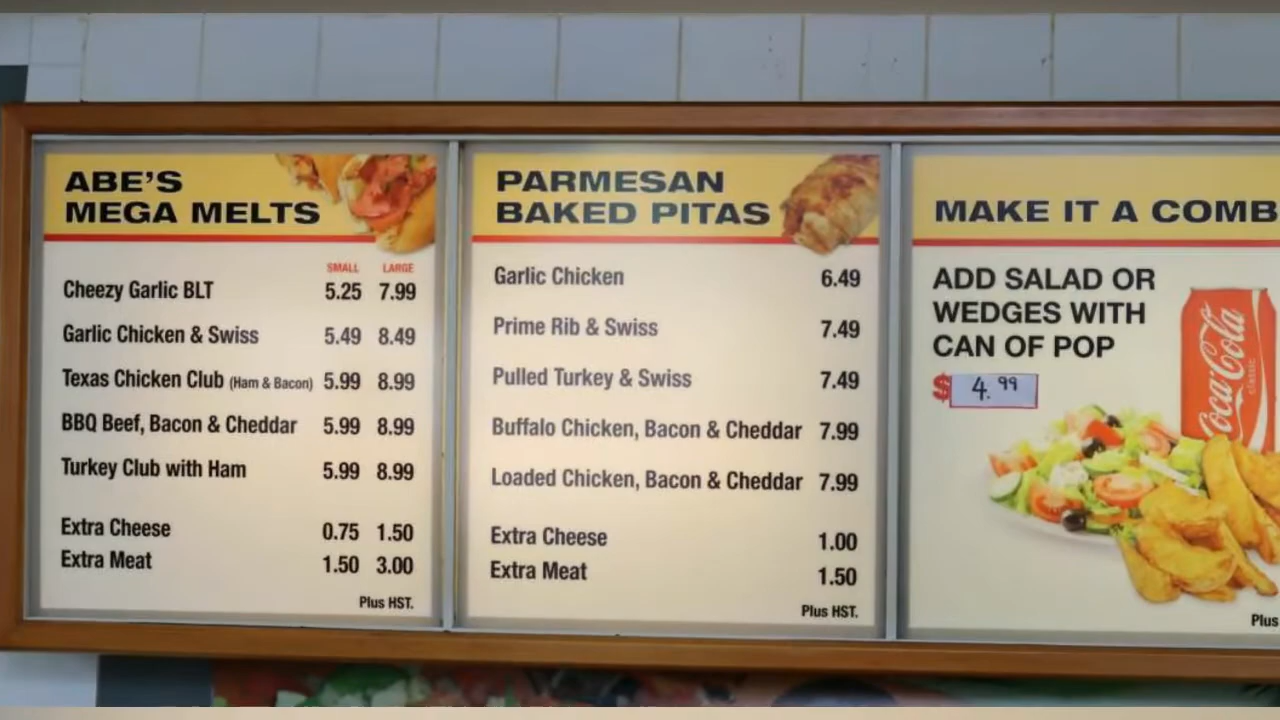 ABE'S
MEGA MELTS
SMALL LARGE
Cheezy Garlic BLT 5.25 7.99
Garlic Chicken & Swiss 5.49 8.49
Texas Chicken Club (Ham & Bacon) 5.99 8.99
BBQ Beef, Bacon & Cheddar 5.99 8.99
Turkey Club with Ham 5.99 8.99
Extra Cheese 0.75 1.50
Extra Meat 1.50 3.00
Plus HST.
PARMESAN
BAKED PITAS
Garlic Chicken 6.49
Prime Rib & Swiss 7.49
Pulled Turkey & Swiss 7.49
Buffalo Chicken, Bacon & Cheddar 7.99
Loaded Chicken, Bacon & Cheddar 7.99
Extra Cheese 1.00
Extra Meat 1.50
Plus HST.
MAKE IT A COMB
ADD SALAD OR
WEDGES WITH
CAN OF POP
$ 4.99
Coca-Cola
classic
Plus